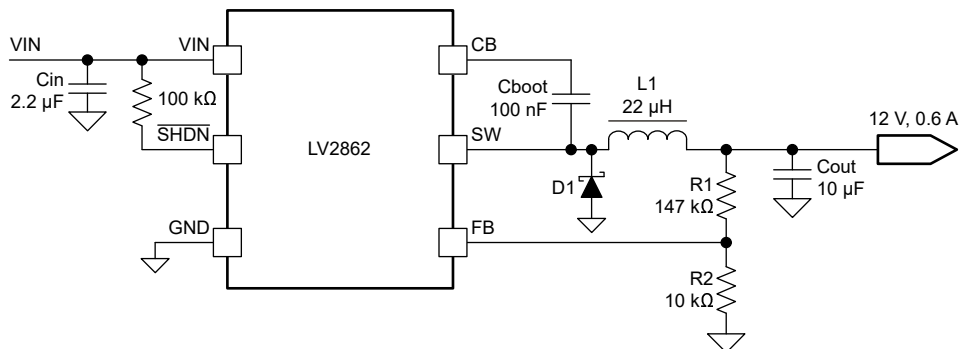 VIN
Cin
2.2 µF
100 kΩ
VIN
SHDN
GND
LV2862
CB
SW
FB
Cboot
100 nF
D1
L1
22 µH
R1
147 kΩ
R2
10 kΩ
Cout
10 µF
12 V, 0.6 A